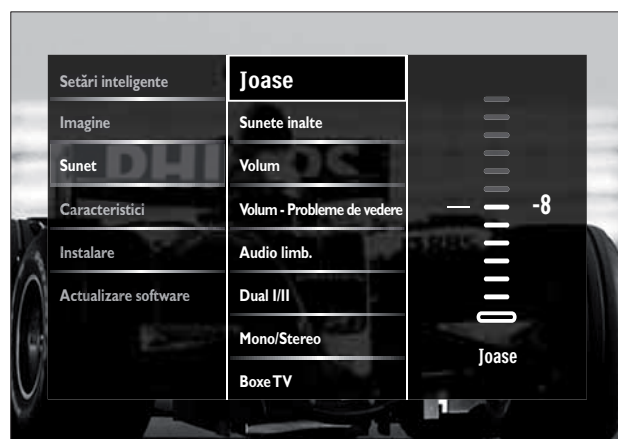 Setări inteligente
Imagine
Sunet
Caracteristici
Instalare
Actualizare software
Joase
Sunete inalte
Volum
Volum - Probleme de vedere
Audio limb.
Dual I/II
Mono/Stereo
Boxe TV
-8
Joase
PHILIPS